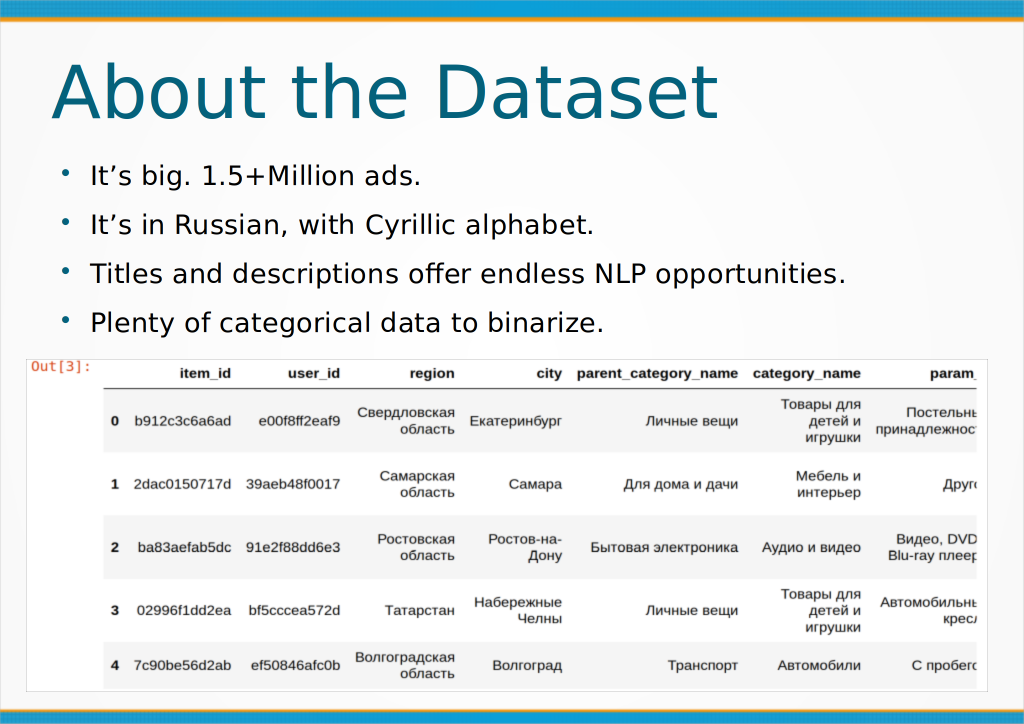 About the Dataset
• It’s big. 1.5+Million ads.
• It’s in Russian, with Cyrillic alphabet.
• Titles and descriptions offer endless NLP opportunities.
• Plenty of categorical data to binarize.
Out[3]:
item_id user_id region city parent_category_name category_name param_
0 b912c3c6a6ad e00f8ff2eaf9 Свердловская область Екатеринбург Личные вещи Товары для детей и игрушки Постельн принадлежнос
1 2dac0150717d 39aeb48f0017 Самарская область Самара Для дома и дачи Мебель и интерьер Друго
2 ba83aefab5dc 91e2f88dd6e3 Ростовская область Ростов-на-Дону Бытовая электроника Аудио и видео Видео, DVD Blu-ray плеер
3 02996f1dd2ea bf5cccea572d Татарстан Набережные Челны Личные вещи Товары для детей и игрушки Автомобильн кресл
4 7c90be56d2ab ef50846afc0b Волгоградская область Волгоград Транспорт Автомобили С пробего